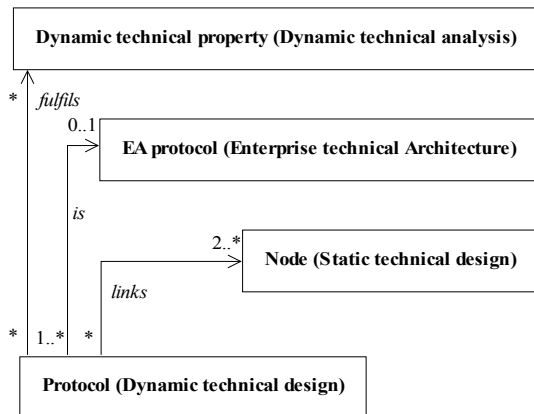 Dynamic technical property (Dynamic technical analysis)
* fulfils
0..1
EA protocol (Enterprise technical Architecture)
is
2..*
Node (Static technical design)
links
* 1..* *
Protocol (Dynamic technical design)